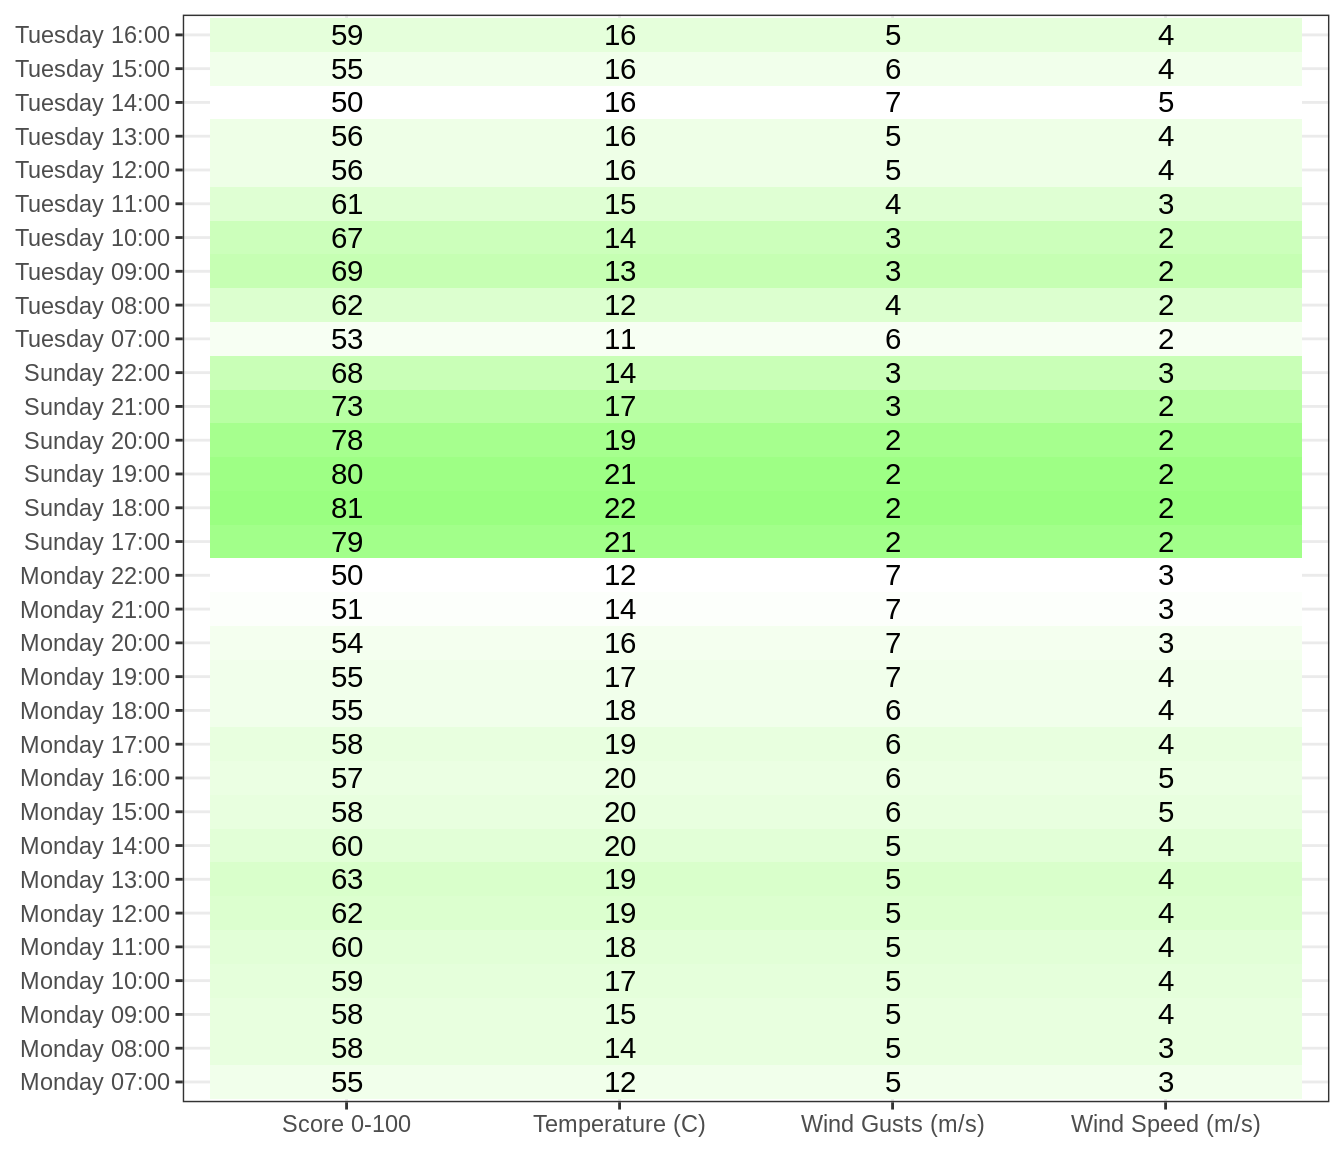 Tuesday 16:00 59 16 5 4
Tuesday 15:00 55 16 6 4
Tuesday 14:00 50 16 7 5
Tuesday 13:00 56 16 5 4
Tuesday 12:00 56 16 5 4
Tuesday 11:00 61 15 4 3
Tuesday 10:00 67 14 3 2
Tuesday 09:00 69 13 3 2
Tuesday 08:00 62 12 4 2
Tuesday 07:00 53 11 6 2
Sunday 22:00 68 14 3 3
Sunday 21:00 73 17 3 2
Sunday 20:00 78 19 2 2
Sunday 19:00 80 21 2 2
Sunday 18:00 81 22 2 2
Sunday 17:00 79 21 2 2
Monday 22:00 50 12 7 3
Monday 21:00 51 14 7 3
Monday 20:00 54 16 7 3
Monday 19:00 55 17 7 4
Monday 18:00 55 18 6 4
Monday 17:00 58 19 6 4
Monday 16:00 57 20 6 5
Monday 15:00 58 20 6 5
Monday 14:00 60 20 5 4
Monday 13:00 63 19 5 4
Monday 12:00 62 19 5 4
Monday 11:00 60 18 5 4
Monday 10:00 59 17 5 4
Monday 09:00 58 15 5 4
Monday 08:00 58 14 5 3
Monday 07:00 55 12 5 3
Score 0-100 Temperature (C) Wind Gusts (m/s) Wind Speed (m/s)